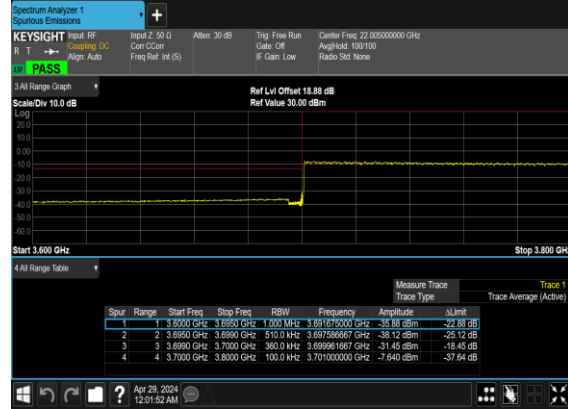 Spectrum Analyzer 1
Spurious Emissions
+
KEYSIGHT Input: RF Input Z: 50 Ω Atten: 30 dB Trig: Free Run Center Freq: 22.005000000 GHz
R T Coupling: DC Corr CCorr Gate: Off Avg|Hold: 100/100
Align: Auto Freq Ref: Int (S) IF Gain: Low Radio Std: None
PASS
3 All Range Graph
Ref Lvl Offset 18.88 dB
Scale/Div 10.0 dB Ref Value 30.00 dBm
Log
20.0
10.0
0.00
-10.0
-20.0
-30.0
-40.0
-50.0
-60.0
Start 3.600 GHz Stop 3.800 GHz
4 All Range Table
Measure Trace Trace 1
Trace Type Trace Average (Active)
Spur Range Start Freq Stop Freq RBW Frequency Amplitude ΔLimit
1 1 3.6000 GHz 3.6950 GHz 1.000 MHz 3.691675000 GHz -35.88 dBm -22.88 dB
2 2 3.6950 GHz 3.6990 GHz 510.0 kHz 3.697586667 GHz -38.12 dBm -25.12 dB
3 3 3.6990 GHz 3.7000 GHz 360.0 kHz 3.699961667 GHz -31.45 dBm -18.45 dB
4 4 3.7000 GHz 3.8000 GHz 100.0 kHz 3.701000000 GHz -7.640 dBm -37.64 dB
? Apr 29, 2024
12:01:52 AM